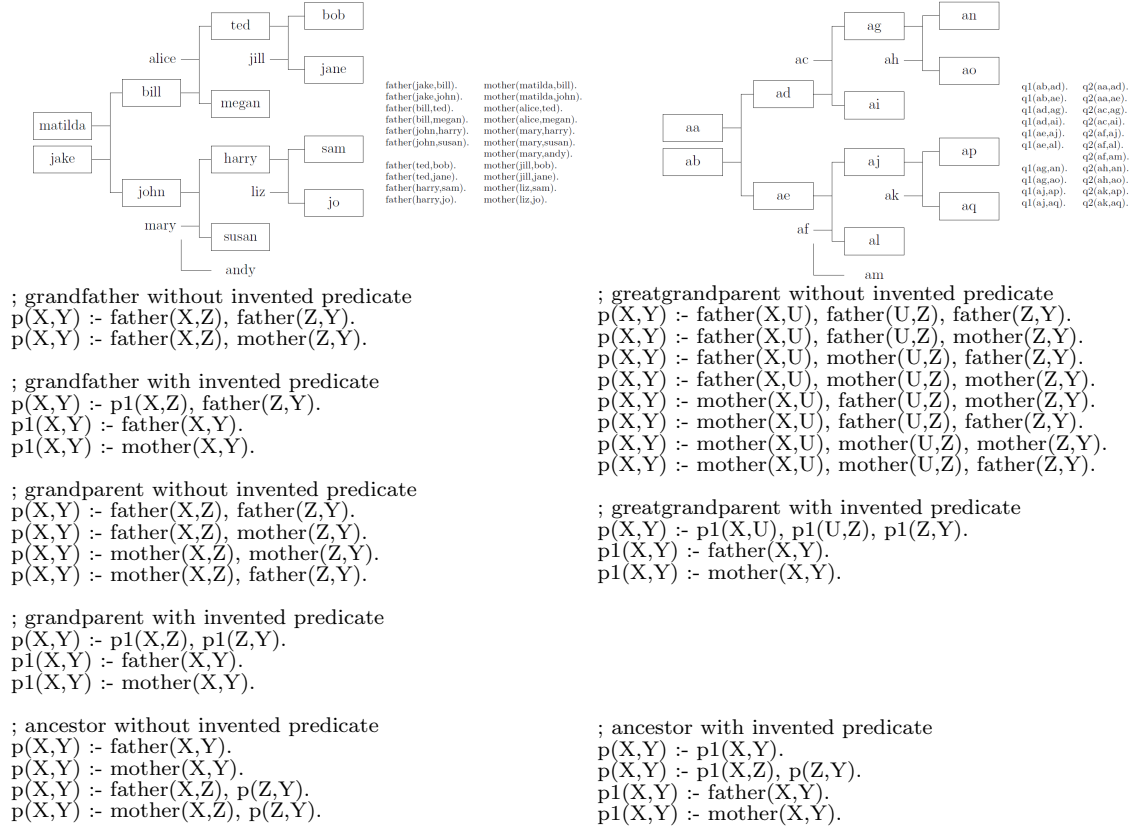 bob
ted
alice
jill
jane
bill
megan
matilda
jake
harry
sam
john
liz
jo
mary
susan
andy
father(jake,bill). mother(matilda,bill).
father(jake,john). mother(matilda,john).
father(bill,ted). mother(alice,ted).
father(bill,megan). mother(alice,megan).
father(john,harry). mother(mary,harry).
father(john,susan). mother(mary,susan).
mother(mary,andy).
father(ted,bob). mother(jill,bob).
father(ted,jane). mother(jill,jane).
father(harry,sam). mother(liz,sam).
father(harry,jo). mother(liz,jo).
an
ag
ac
ah
ao
ad
ai
aa
ab
aj
ap
ae
ak
aq
af
al
am
q1(ab,ad). q2(aa,ad).
q1(ab,ae). q2(aa,ae).
q1(ad,ag). q2(ac,ag).
q1(ad,ai). q2(ac,ai).
q1(ae,aj). q2(af,aj).
q1(ae,al). q2(af,al).
q2(af,am).
q1(ag,an). q2(ah,an).
q1(ag,ao). q2(ah,ao).
q1(aj,ap). q2(ak,ap).
q1(aj,aq). q2(ak,aq).
; grandfather without invented predicate
p(X,Y) :- father(X,Z), father(Z,Y).
p(X,Y) :- father(X,Z), mother(Z,Y).
; grandfather with invented predicate
p(X,Y) :- p1(X,Z), father(Z,Y).
p1(X,Y) :- father(X,Y).
p1(X,Y) :- mother(X,Y).
; grandparent without invented predicate
p(X,Y) :- father(X,Z), father(Z,Y).
p(X,Y) :- father(X,Z), mother(Z,Y).
p(X,Y) :- mother(X,Z), mother(Z,Y).
p(X,Y) :- mother(X,Z), father(Z,Y).
; grandparent with invented predicate
p(X,Y) :- p1(X,Z), p1(Z,Y).
p1(X,Y) :- father(X,Y).
p1(X,Y) :- mother(X,Y).
; ancestor without invented predicate
p(X,Y) :- father(X,Y).
p(X,Y) :- mother(X,Y).
p(X,Y) :- father(X,Z), p(Z,Y).
p(X,Y) :- mother(X,Z), p(Z,Y).
; greatgrandparent without invented predicate
p(X,Y) :- father(X,U), father(U,Z), father(Z,Y).
p(X,Y) :- father(X,U), father(U,Z), mother(Z,Y).
p(X,Y) :- father(X,U), mother(U,Z), father(Z,Y).
p(X,Y) :- father(X,U), mother(U,Z), mother(Z,Y).
p(X,Y) :- mother(X,U), father(U,Z), mother(Z,Y).
p(X,Y) :- mother(X,U), father(U,Z), father(Z,Y).
p(X,Y) :- mother(X,U), mother(U,Z), mother(Z,Y).
p(X,Y) :- mother(X,U), mother(U,Z), father(Z,Y).
; greatgrandparent with invented predicate
p(X,Y) :- p1(X,U), p1(U,Z), p1(Z,Y).
p1(X,Y) :- father(X,Y).
p1(X,Y) :- mother(X,Y).
; ancestor with invented predicate
p(X,Y) :- p1(X,Y).
p(X,Y) :- p1(X,Z), p(Z,Y).
p1(X,Y) :- father(X,Y).
p1(X,Y) :- mother(X,Y).